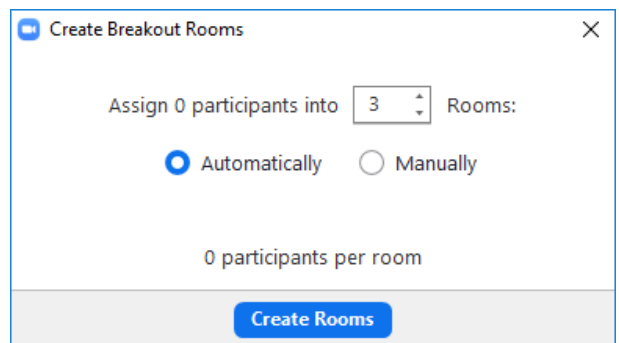 Create Breakout Rooms
Assign 0 participants into 3 Rooms:
Automatically Manually
0 participants per room
Create Rooms